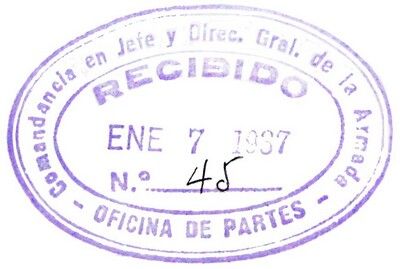 Comandancia en Jefe y Direc. Gral. de la Armada
RECIBIDO
ENE 7 1937
N.º 45
- OFICINA DE PARTES -